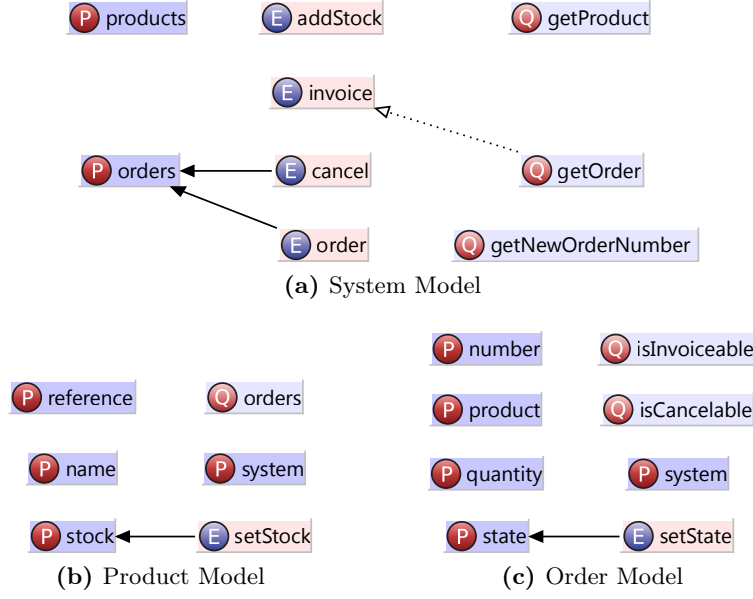 P products E addStock Q getProduct
E invoice
P orders E cancel Q getOrder
E order Q getNewOrderNumber
(a) System Model
P number Q isInvoiceable
P reference Q orders P product Q isCancelable
P name P system P quantity P system
P stock E setStock P state E setState
(b) Product Model (c) Order Model